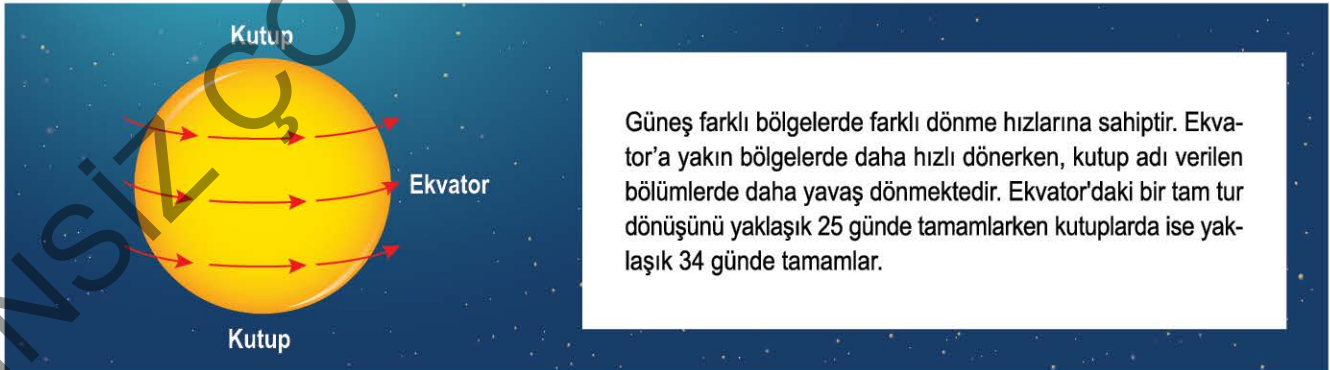 Kutup
Ekvator
Kutup
Güneş farklı bölgelerde farklı dönme hızlarına sahiptir. Ekva-
tor'a yakın bölgelerde daha hızlı dönerken, kutup adı verilen
bölümlerde daha yavaş dönmektedir. Ekvator'daki bir tam tur
dönüşünü yaklaşık 25 günde tamamlarken kutuplarda ise yak-
laşık 34 günde tamamlar.